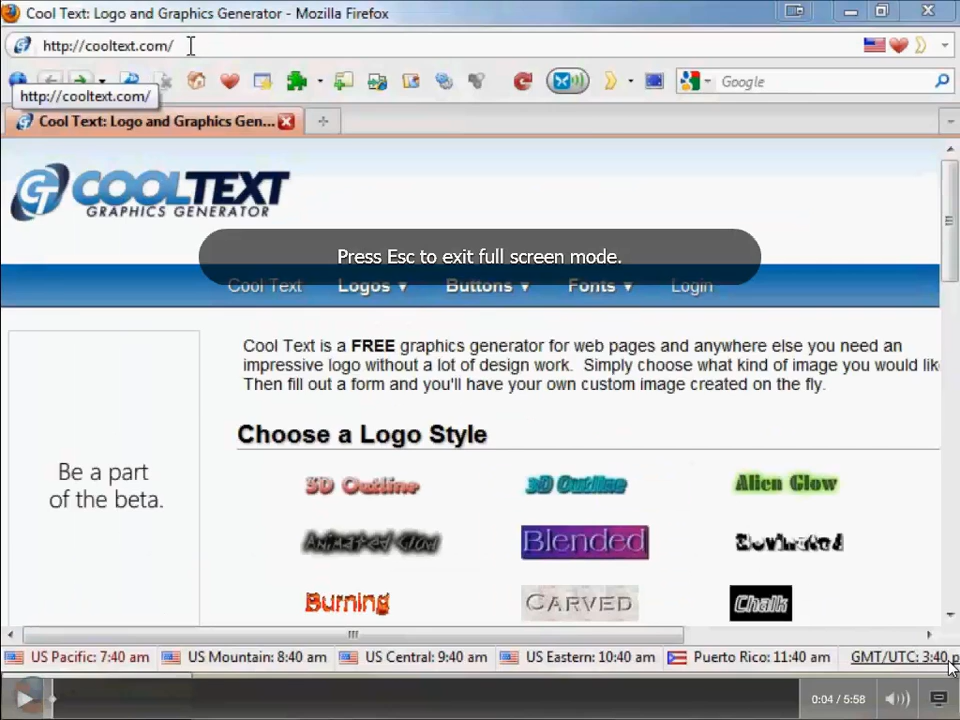 Cool Text: Logo and Graphics Generator - Mozilla Firefox
http://cooltext.com/
Google
http://cooltext.com/
Cool Text: Logo and Graphics Gen...
COOLTEXT
GRAPHICS GENERATOR
Press Esc to exit full screen mode.
Cool Text Logos ▼ Buttons ▼ Fonts ▼ Login
Cool Text is a FREE graphics generator for web pages and anywhere else you need an
impressive logo without a lot of design work. Simply choose what kind of image you would lik
Then fill out a form and you'll have your own custom image created on the fly.
Choose a Logo Style
Be a part
of the beta.
3D Outline 3D Outline Alien Glow
Animated Glow Blended
Burning CARVED Chalk
US Pacific: 7:40 am US Mountain: 8:40 am US Central: 9:40 am US Eastern: 10:40 am Puerto Rico: 11:40 am GMT/UTC: 3:40 p
0:04 / 5:58